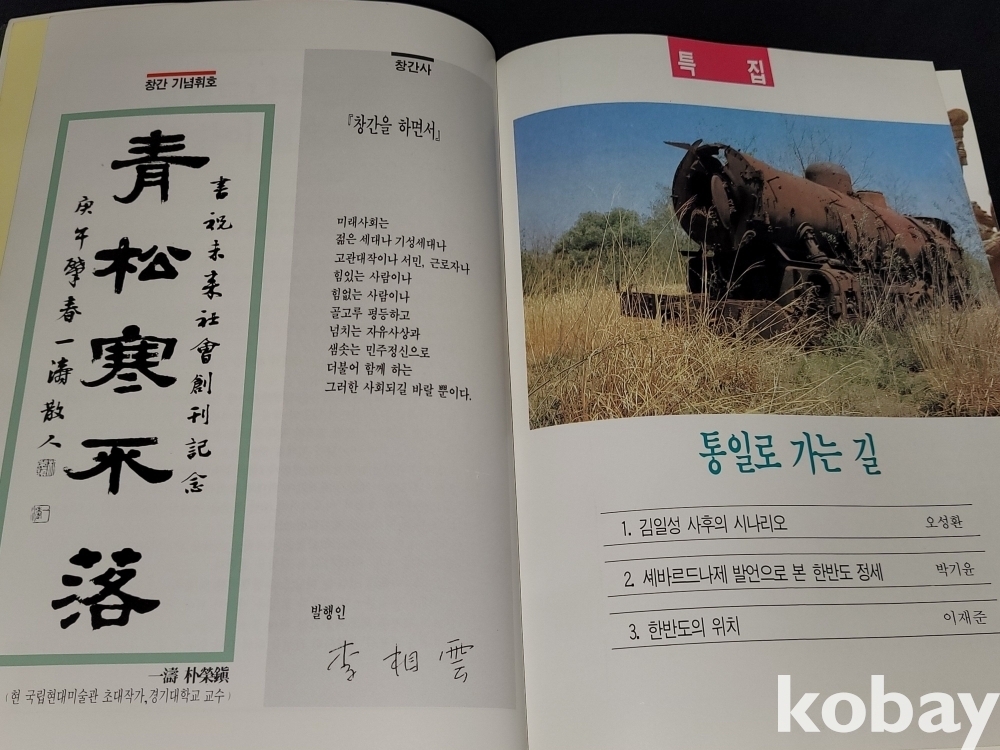 창간 기념휘호
青松寒不落
書祝未来社會創刊記念
庚午肇春一濤散人
一濤 朴榮鎭
(현 국립현대미술관 초대작가, 경기대학교 교수)
창간사
『창간을 하면서』
미래사회는
젊은 세대나 기성세대나
고관대작이나 서민, 근로자나
힘있는 사람이나
힘없는 사람이나
골고루 평등하고
넘치는 자유사상과
샘솟는 민주정신으로
더불어 함께 하는
그러한 사회되길 바랄 뿐이다.
발행인
李相雲
특집
통일로 가는 길
1. 김일성 사후의 시나리오 오성환
2. 셰바르드나제 발언으로 본 한반도 정세 박기윤
3. 한반도의 위치 이재준
kobay